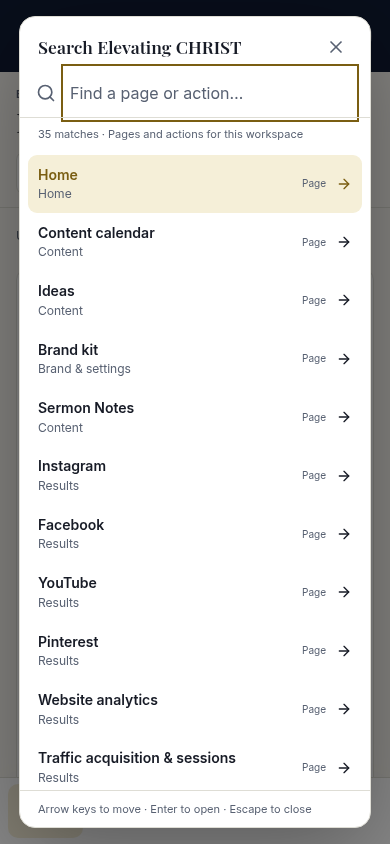 Search Elevating CHRIST
Find a page or action...
35 matches · Pages and actions for this workspace
Home
Home
Page
Content calendar
Content
Page
Ideas
Content
Page
Brand kit
Brand & settings
Page
Sermon Notes
Content
Page
Instagram
Results
Page
Facebook
Results
Page
YouTube
Results
Page
Pinterest
Results
Page
Website analytics
Results
Page
Traffic acquisition & sessions
Results
Page
Arrow keys to move · Enter to open · Escape to close